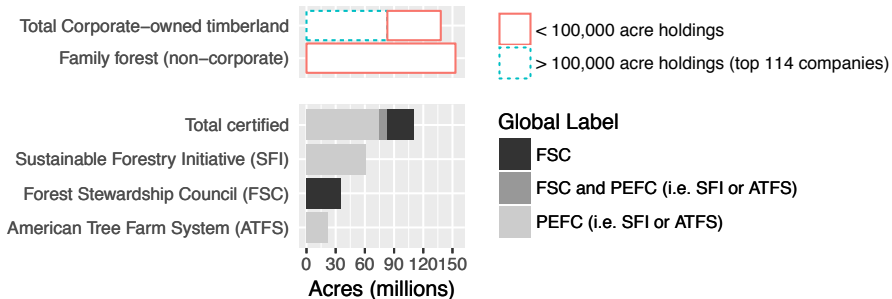 Total Corporate−owned timberland
Family forest (non−corporate)
< 100,000 acre holdings
> 100,000 acre holdings (top 114 companies)
Total certified
Sustainable Forestry Initiative (SFI)
Forest Stewardship Council (FSC)
American Tree Farm System (ATFS)
0 30 60 90 120 150
Acres (millions)
Global Label
FSC
FSC and PEFC (i.e. SFI or ATFS)
PEFC (i.e. SFI or ATFS)